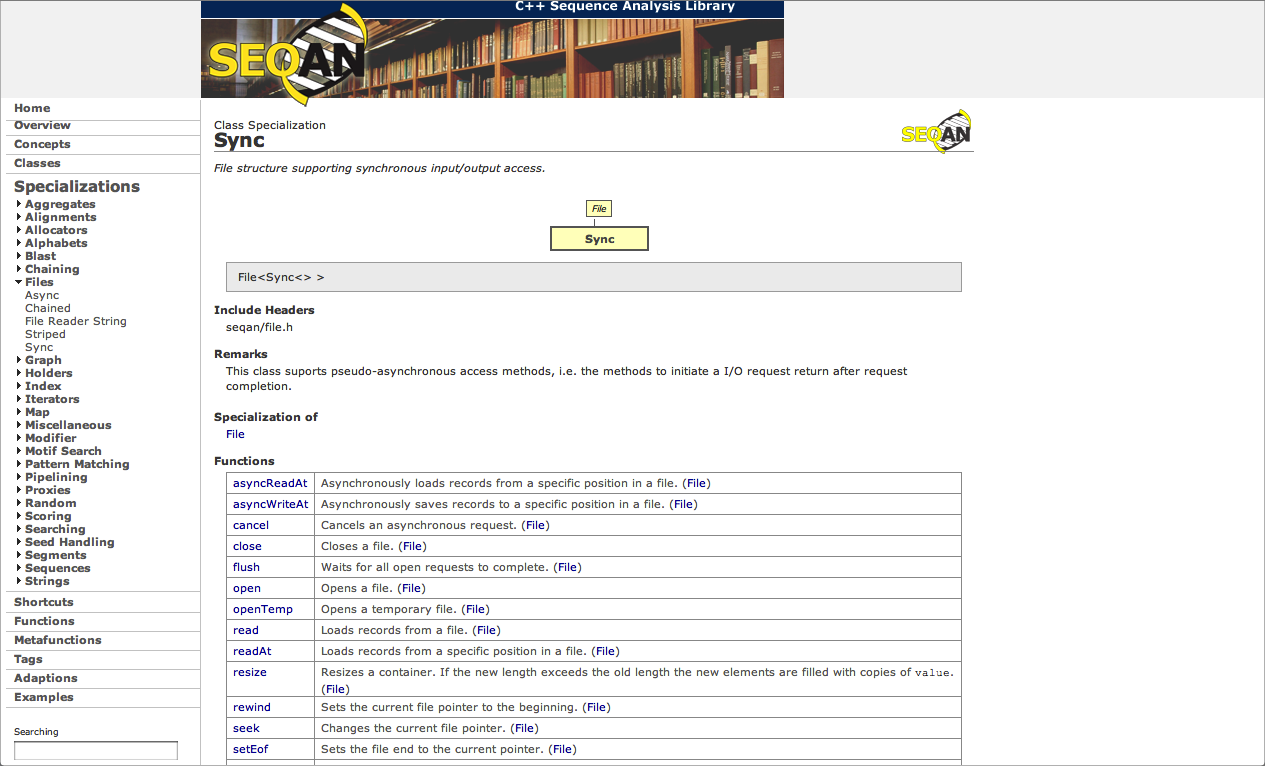 C++ Sequence Analysis Library
SEQAN
Home
Overview
Concepts
Classes
Specializations
Aggregates
Alignments
Allocators
Alphabets
Blast
Chaining
Files
Async
Chained
File Reader String
Striped
Sync
Graph
Holders
Index
Iterators
Map
Miscellaneous
Modifier
Motif Search
Pattern Matching
Pipelining
Proxies
Random
Scoring
Searching
Seed Handling
Segments
Sequences
Strings
Shortcuts
Functions
Metafunctions
Tags
Adaptions
Examples
Searching
Class Specialization
Sync
SEQAN
File structure supporting synchronous input/output access.
File
Sync
File<Sync<> >
Include Headers
seqan/file.h
Remarks
This class suports pseudo-asynchronous access methods, i.e. the methods to initiate a I/O request return after request
completion.
Specialization of
File
Functions
asyncReadAt Asynchronously loads records from a specific position in a file. (File)
asyncWriteAt Asynchronously saves records to a specific position in a file. (File)
cancel Cancels an asynchronous request. (File)
close Closes a file. (File)
flush Waits for all open requests to complete. (File)
open Opens a file. (File)
openTemp Opens a temporary file. (File)
read Loads records from a file. (File)
readAt Loads records from a specific position in a file. (File)
resize Resizes a container. If the new length exceeds the old length the new elements are filled with copies of value.
(File)
rewind Sets the current file pointer to the beginning. (File)
seek Changes the current file pointer. (File)
setEof Sets the file end to the current pointer. (File)